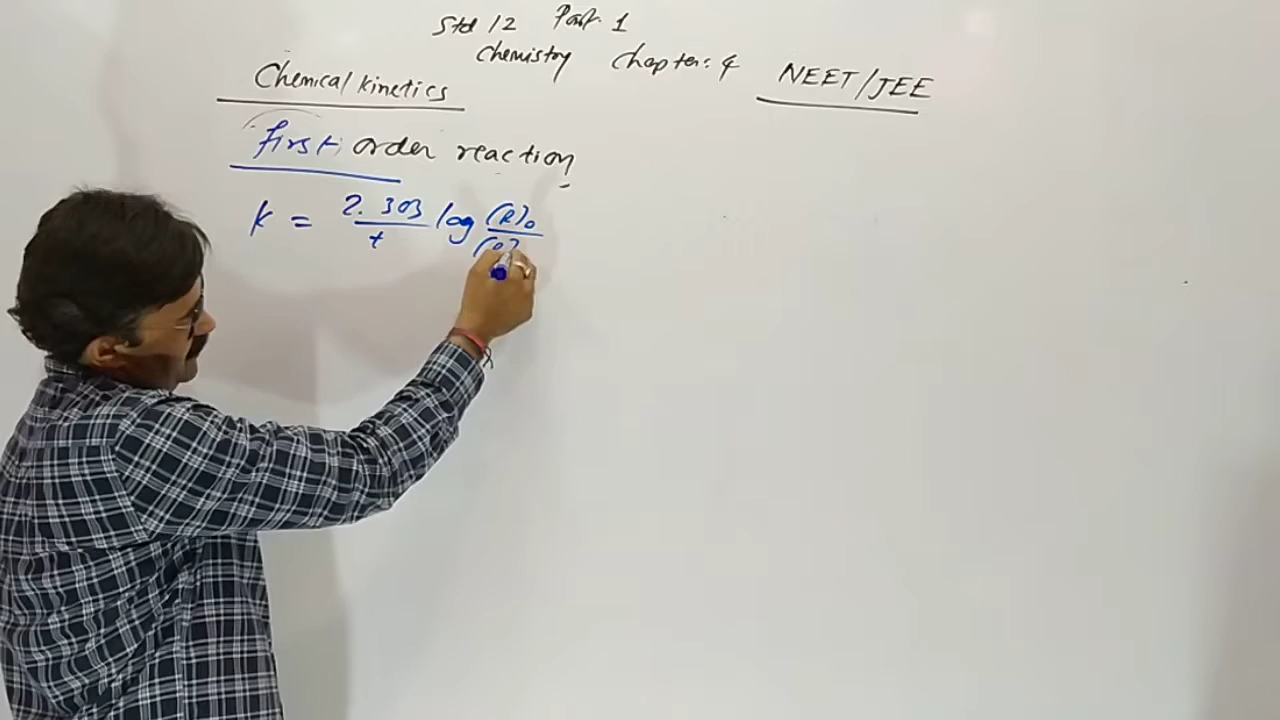 Std 12 Part 1
Chemistry Chapter: 4 NEET/JEE
Chemical kinetics
first order reaction
k = 2.303/t log (R)₀/(R)